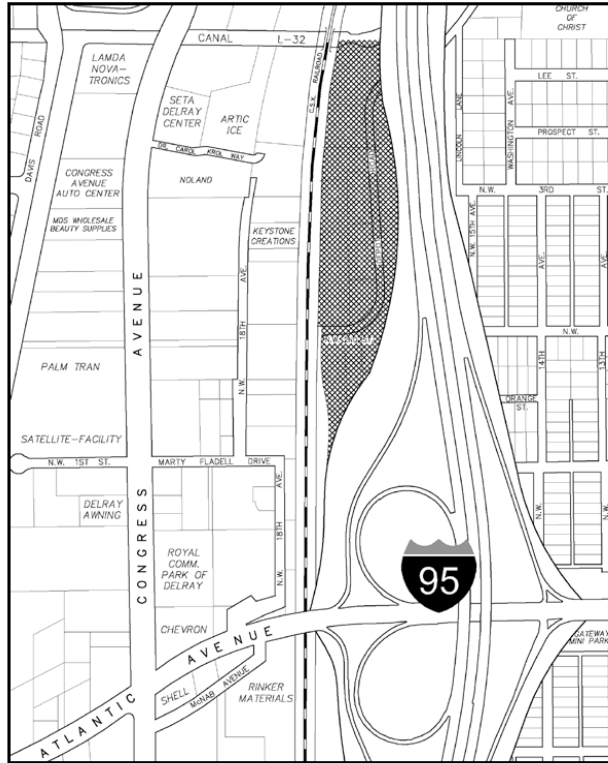 CHURCH
OF
CHRIST
CANAL L-32
LAMDA
NOVA-
TRONICS
C.S.X. RAILROAD
LEE ST.
DAVIS ROAD
SETA
DELRAY
CENTER
ARTIC
ICE
LINCOLN LANE
WASHINGTON AVE.
PROSPECT ST.
DR. CAROL KROL WAY
CONGRESS
AVENUE
AUTO CENTER
NOLAND
N.W. 3RD ST.
MDS WHOLESALE
BEAUTY SUPPLIES
KEYSTONE
CREATIONS
N.W. 15TH AVE.
AVENUE
N.W. 18TH AVE.
N.W. 14TH AVE.
N.W. 13TH AVE.
N.W.
PALM TRAN
ORANGE
ST.
SATELLITE-FACILITY
N.W. 1ST ST.
MARTY FLADELL DRIVE
DELRAY
AWNING
CONGRESS
N.W. 18TH AVE.
ROYAL
COMM.
PARK OF
DELRAY
95
CHEVRON
GATEWAY
MINI PARK
ATLANTIC AVENUE
SHELL
McNAB AVENUE
RINKER
MATERIALS